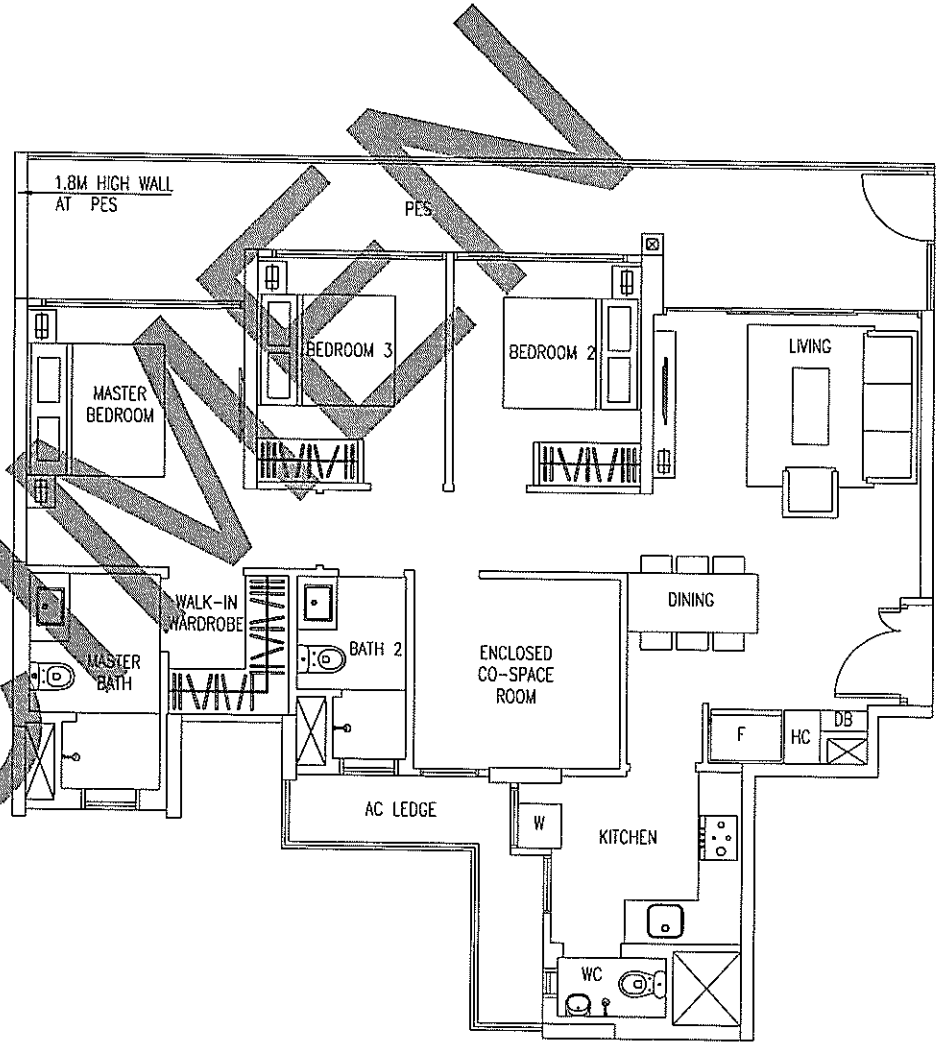 1.8M HIGH WALL
AT PES
PES
BEDROOM 3
BEDROOM 2
LIVING
MASTER
BEDROOM
DINING
WALK-IN
WARDROBE
MASTER
BATH
BATH 2
ENCLOSED
CO-SPACE
ROOM
F
HC
DB
AC LEDGE
W
KITCHEN
WC